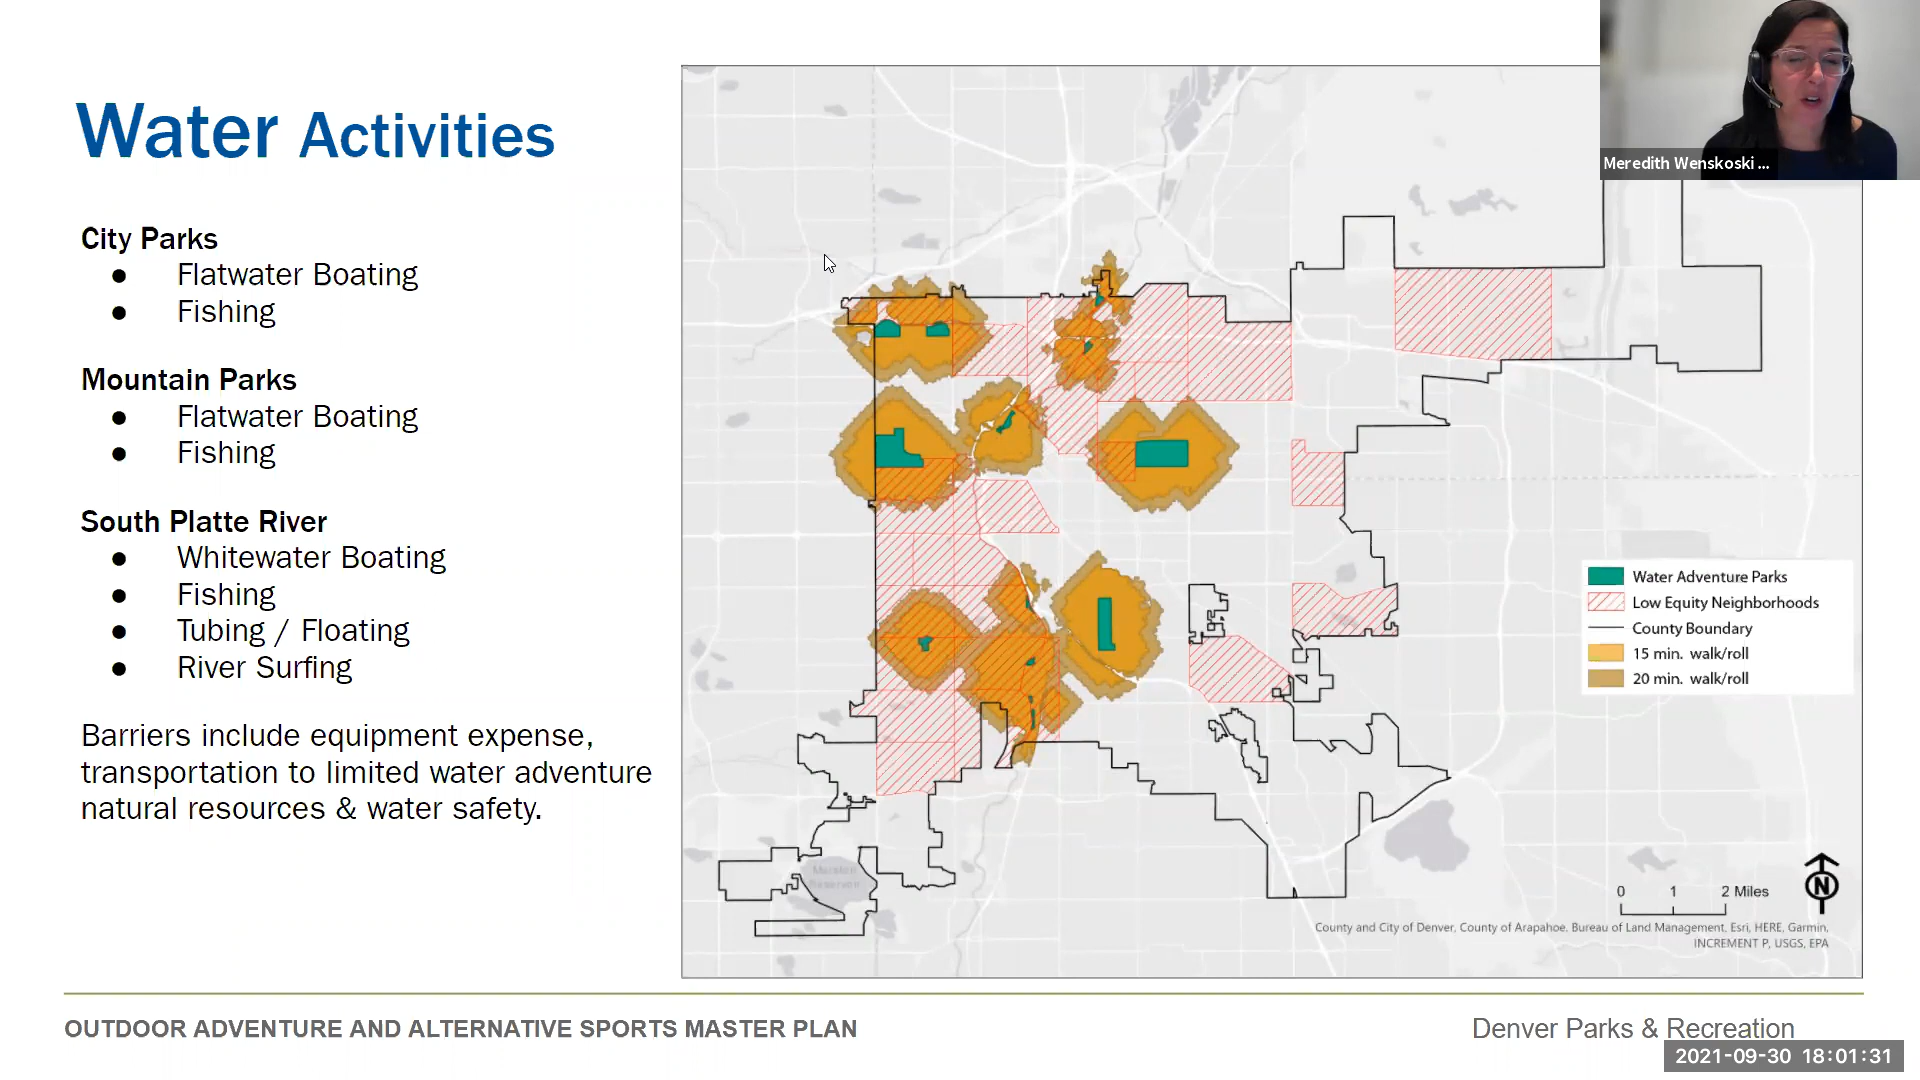 Meredith Wenskoski ...
Water Activities
City Parks
● Flatwater Boating
● Fishing
Mountain Parks
● Flatwater Boating
● Fishing
South Platte River
● Whitewater Boating
● Fishing
● Tubing / Floating
● River Surfing
Barriers include equipment expense,
transportation to limited water adventure
natural resources & water safety.
Water Adventure Parks
Low Equity Neighborhoods
County Boundary
15 min. walk/roll
20 min. walk/roll
Marston
Reservoir
0 1 2 Miles
N
County and City of Denver, County of Arapahoe, Bureau of Land Management, Esri, HERE, Garmin,
INCREMENT P, USGS, EPA
OUTDOOR ADVENTURE AND ALTERNATIVE SPORTS MASTER PLAN
Denver Parks & Recreation
2021-09-30 18:01:31